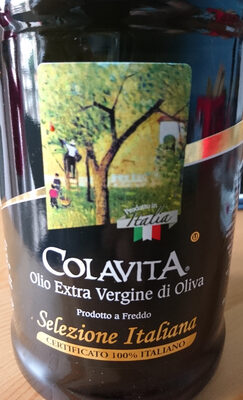 Prodotto in
Italia
COLAVITA®
Olio Extra Vergine di Oliva
Prodotto a Freddo
Selezione Italiana
CERTIFICATO 100% ITALIANO